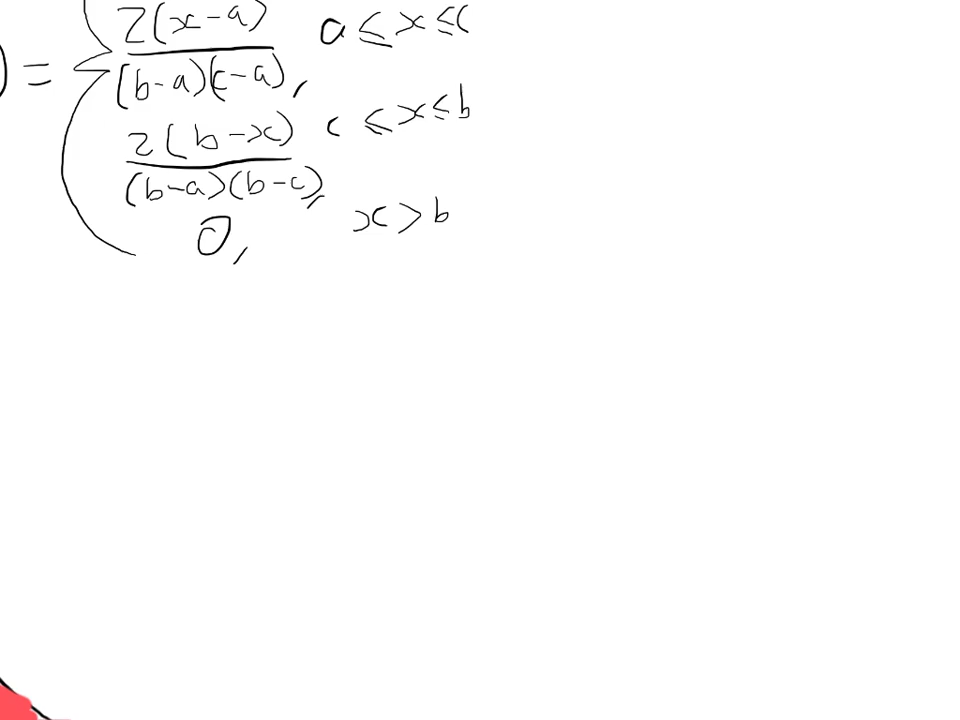 ) = { 2(x-a)/((b-a)(c-a)), a ≤ x ≤ c
2(b-x)/((b-a)(b-c)), c ≤ x ≤ b
0, x > b